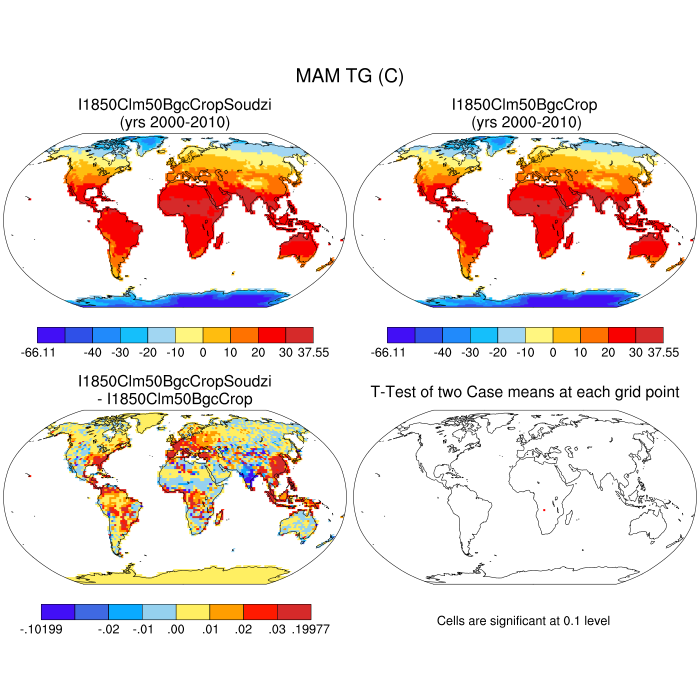 MAM TG (C)
I1850Clm50BgcCropSoudzi
(yrs 2000-2010)
I1850Clm50BgcCrop
(yrs 2000-2010)
-66.11 -40 -30 -20 -10 0 10 20 30 37.55
-66.11 -40 -30 -20 -10 0 10 20 30 37.55
I1850Clm50BgcCropSoudzi
- I1850Clm50BgcCrop
T-Test of two Case means at each grid point
-.10199 -.02 -.01 .00 .01 .02 .03 .19977
Cells are significant at 0.1 level